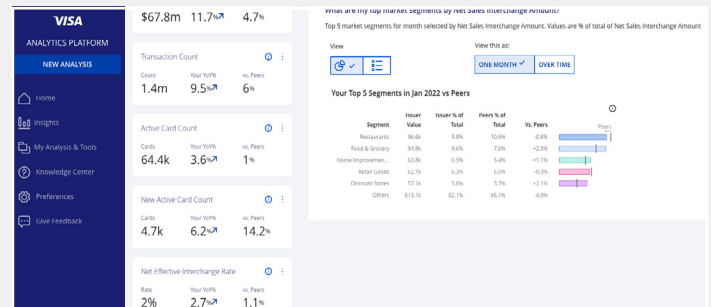 VISA
ANALYTICS PLATFORM
NEW ANALYSIS
Home
Insights
My Analysis & Tools
Knowledge Center
Preferences
Give Feedback
$67.8m 11.7% 4.7%
Transaction Count
Count Your YoY% vs. Peers
1.4m 9.5% 6%
Active Card Count
Cards Your YoY% vs. Peers
64.4k 3.6% 1%
New Active Card Count
Cards Your YoY% vs. Peers
4.7k 6.2% 14.2%
Net Effective Interchange Rate
Rate Your YoY% vs. Peers
2% 2.7% 1.1%
What are my top market segments by Net Sales Interchange Amount?
Top 5 market segments for month selected by Net Sales Interchange Amount. Values are % of total Net Sales Interchange Amount
View
View this as:
ONE MONTH OVER TIME
Your Top 5 Segments in Jan 2022 vs Peers
Segment Issuer Value Issuer % of Total Peers % of Total Vs. Peers Peers
Restaurants 96.6k 9.8% 10.6% -0.8%
Food & Grocery 94.8k 9.6% 7.6% +2.0%
Home Improvemen... 63.8k 6.5% 5.4% +1.1%
Retail Goods 62.1k 6.3% 6.6% -0.3%
Discount Stores 57.1k 5.8% 3.7% +2.1%
Others 613.1k 62.1% 66.1% -4.0%